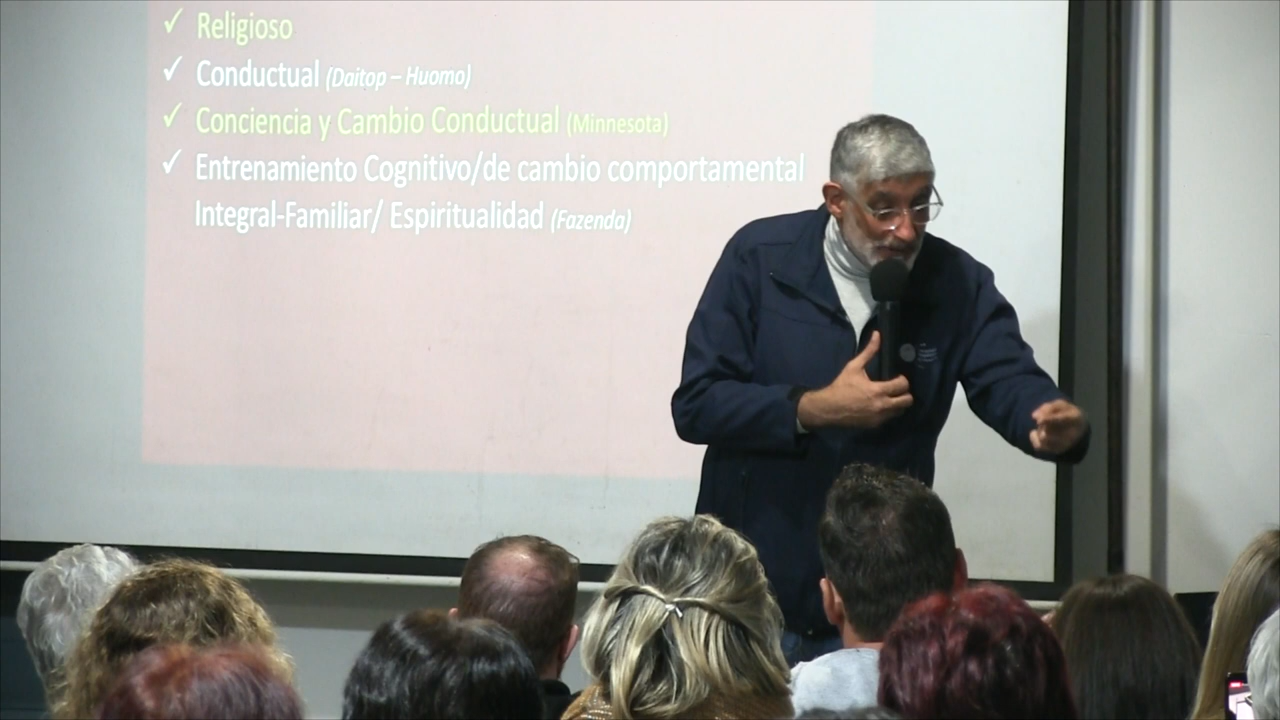 ✓ Religioso
✓ Conductual (Daitop – Huomo)
✓ Conciencia y Cambio Conductual (Minnesota)
✓ Entrenamiento Cognitivo/de cambio comportamental
Integral-Familiar/ Espiritualidad (Fazenda)